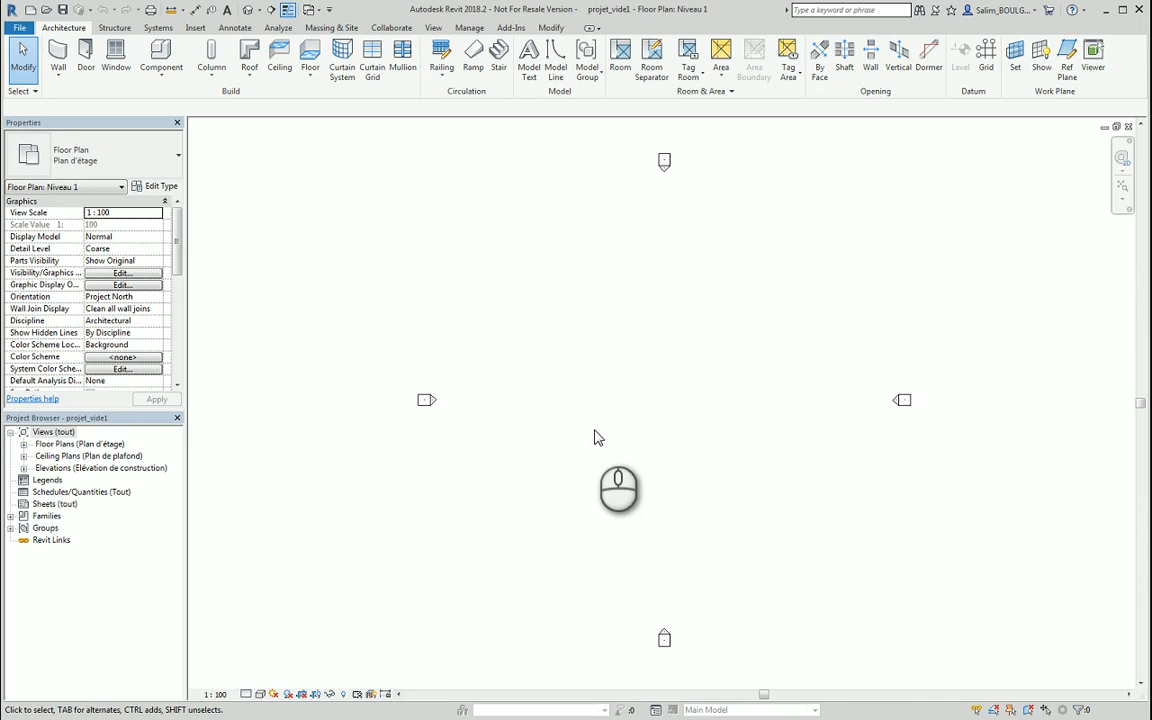 Autodesk Revit 2018.2 - Not For Resale Version - projet_vide1 - Floor Plan: Niveau 1
Type a keyword or phrase
Salim_BOULG...
File Architecture Structure Systems Insert Annotate Analyze Massing & Site Collaborate View Manage Add-Ins Modify
Modify Wall Door Window Component Column Roof Ceiling Floor Curtain System Curtain Grid Mullion Railing Ramp Stair Model Text Model Line Model Group Room Room Separator Tag Room Area Area Boundary Tag Area By Face Shaft Wall Vertical Dormer Level Grid Set Show Ref Plane Viewer
Select Build Circulation Model Room & Area Opening Datum Work Plane
Properties
Floor Plan
Plan d'étage
Floor Plan: Niveau 1 Edit Type
Graphics
View Scale 1 : 100
Scale Value 1: 100
Display Model Normal
Detail Level Coarse
Parts Visibility Show Original
Visibility/Graphics ... Edit...
Graphic Display O... Edit...
Orientation Project North
Wall Join Display Clean all wall joins
Discipline Architectural
Show Hidden Lines By Discipline
Color Scheme Loc... Background
Color Scheme <none>
System Color Sche... Edit...
Default Analysis Di... None
Properties help Apply
Project Browser - projet_vide1
Views (tout)
Floor Plans (Plan d'étage)
Ceiling Plans (Plan de plafond)
Elevations (Elévation de construction)
Legends
Schedules/Quantities (Tout)
Sheets (tout)
Families
Groups
Revit Links
1 : 100
Click to select, TAB for alternates, CTRL adds, SHIFT unselects. :0 Main Model :0